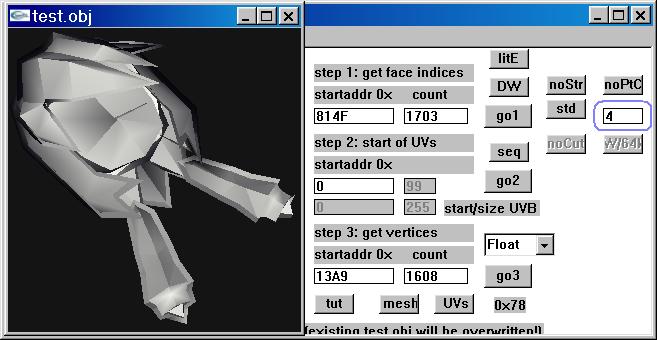 test.obj
litE
step 1: get face indices
DW
noStr
noPtC
startaddr 0x
count
814F
1703
go1
std
4
step 2: start of UVs
seq
noCut
startaddr 0x
0
99
go2
0
255
start/size UVB
step 3: get vertices
Float
startaddr 0x
count
13A9
1608
go3
tut
mesh
UVs
0x78
(existing test.obj will be overwritten!)